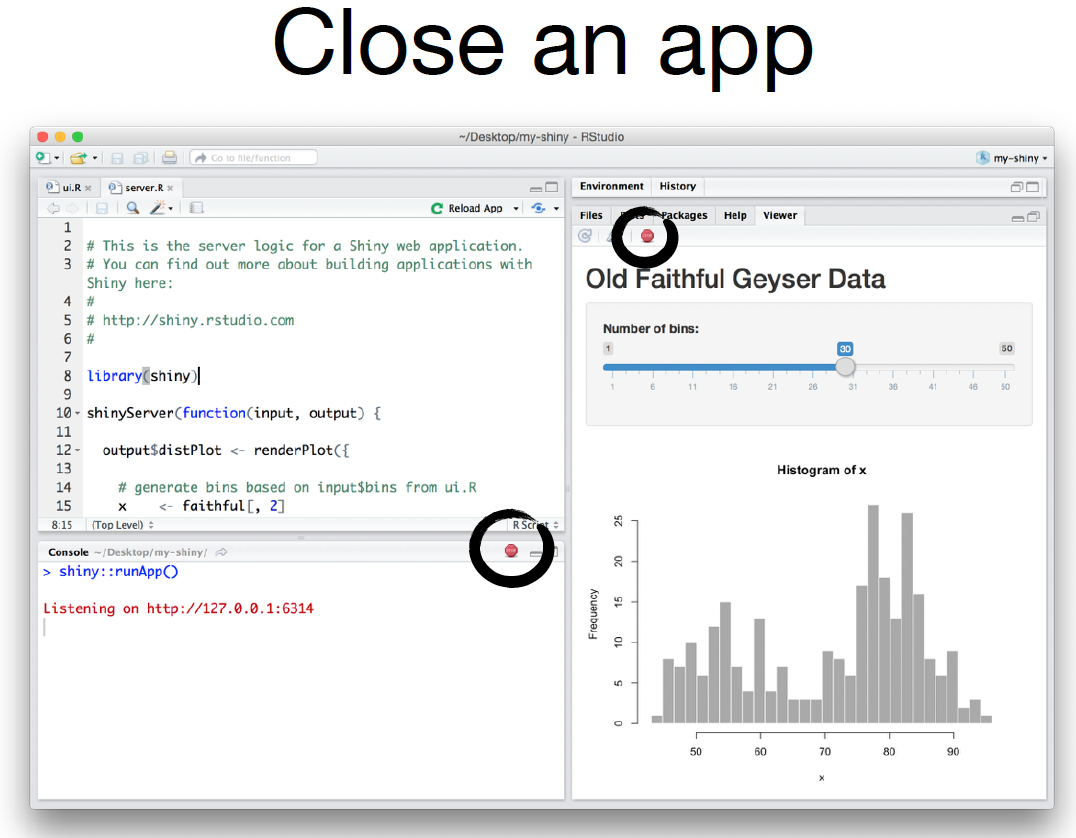 Close an app
~/Desktop/my-shiny - RStudio
Go to file/function
my-shiny
ui.R
server.R
Reload App
1
2 # This is the server logic for a Shiny web application.
3 # You can find out more about building applications with
Shiny here:
4 #
5 # http://shiny.rstudio.com
6 #
7
8 library(shiny)
9
10 shinyServer(function(input, output) {
11
12 output$distPlot <- renderPlot({
13
14 # generate bins based on input$bins from ui.R
15 x <- faithful[, 2]
8:15 (Top Level) R Script
Console ~/Desktop/my-shiny/
> shiny::runApp()
Listening on http://127.0.0.1:6314
Environment History
Files Packages Help Viewer
Old Faithful Geyser Data
Number of bins:
1 30 50
1 6 11 16 21 26 31 36 41 46 50
Histogram of x
Frequency
25
20
15
10
5
0
50 60 70 80 90
x